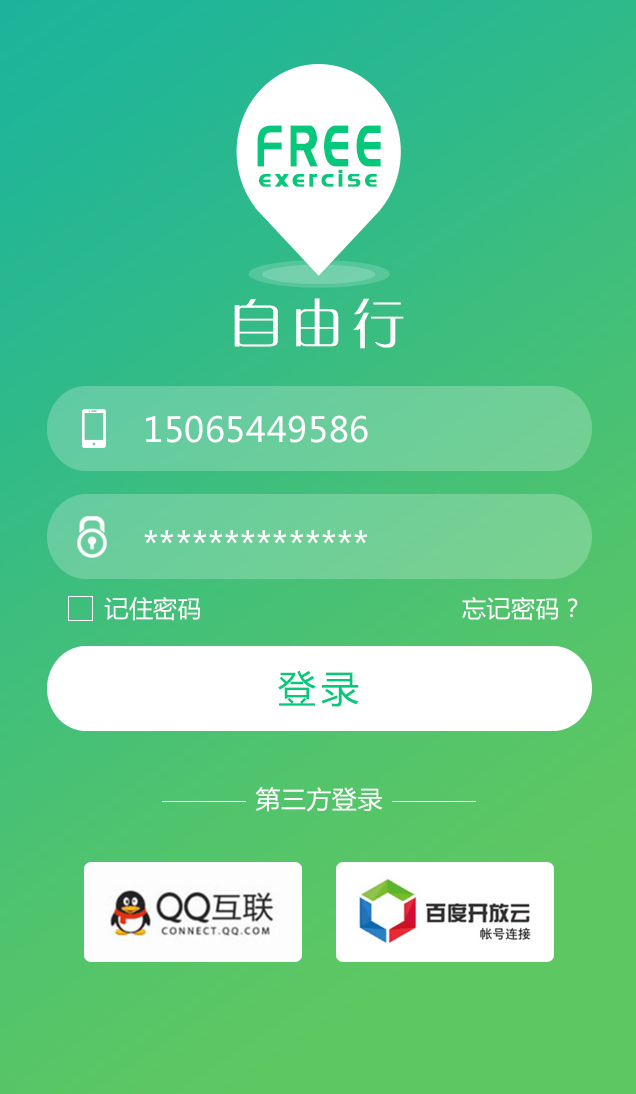 FREE
exercise
自由行
15065449586
**************
记住密码 忘记密码？
登录
第三方登录
QQ互联
CONNECT.QQ.COM
百度开放云
帐号连接